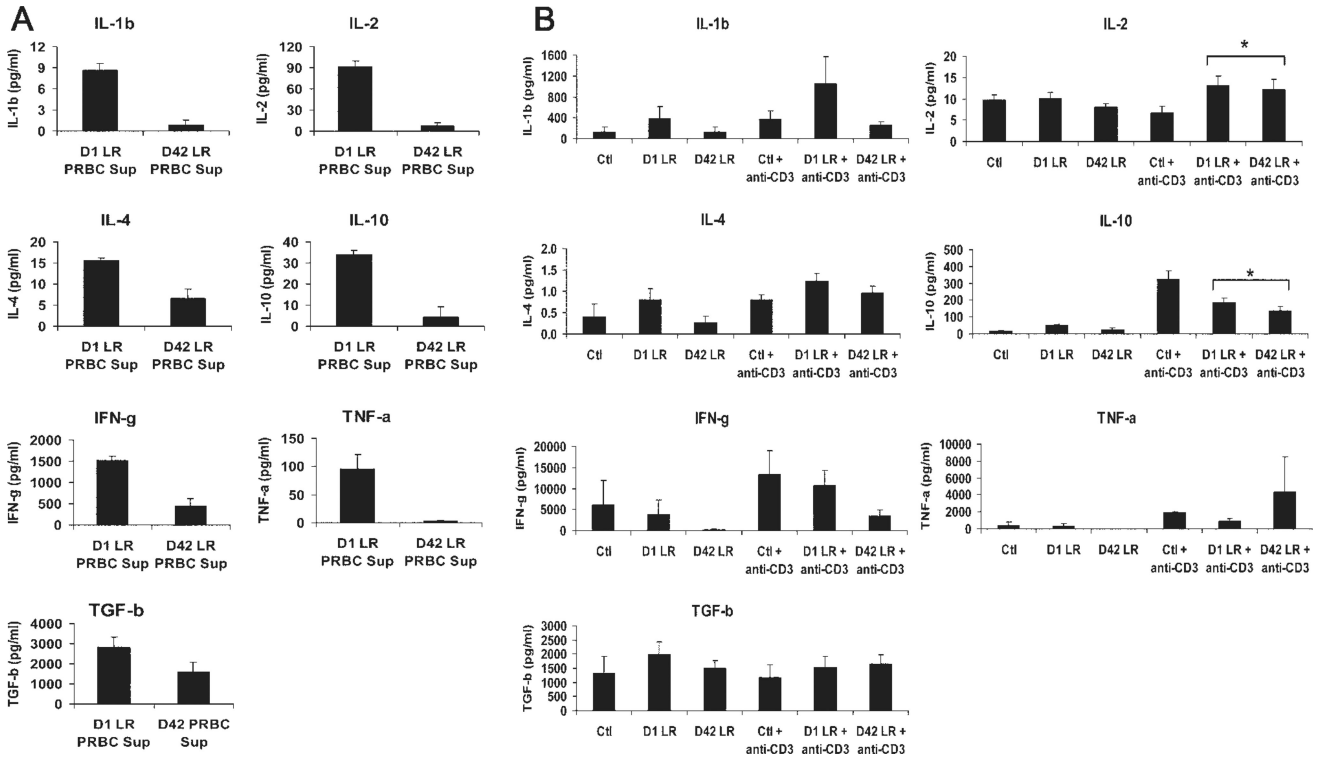 A
IL-1b
IL-1b (pg/ml)
12
9
6
3
0
D1 LR
PRBC Sup
D42 LR
PRBC Sup
IL-2
IL-2 (pg/ml)
120
90
60
30
0
D1 LR
PRBC Sup
D42 LR
PRBC Sup
IL-4
IL-4 (pg/ml)
20
15
10
5
0
D1 LR
PRBC Sup
D42 LR
PRBC Sup
IL-10
IL-10 (pg/ml)
40
30
20
10
0
D1 LR
PRBC Sup
D42 LR
PRBC Sup
IFN-g
IFN-g (pg/ml)
2000
1500
1000
500
0
D1 LR
PRBC Sup
D42 LR
PRBC Sup
TNF-a
TNF-a (pg/ml)
150
100
50
0
D1 LR
PRBC Sup
D42 LR
PRBC Sup
TGF-b
TGF-b (pg/ml)
4000
3000
2000
1000
0
D1 LR
PRBC Sup
D42 PRBC
Sup
B
IL-1b
IL-1b (pg/ml)
1600
1200
800
400
0
Ctl
D1 LR
D42 LR
Ctl +
anti-CD3
D1 LR +
anti-CD3
D42 LR +
anti-CD3
IL-2
IL-2 (pg/ml)
20
15
10
5
0
*
Ctl
D1 LR
D42 LR
Ctl +
anti-CD3
D1 LR +
anti-CD3
D42 LR +
anti-CD3
IL-4
IL-4 (pg/ml)
2.0
1.5
1.0
0.5
0.0
Ctl
D1 LR
D42 LR
Ctl +
anti-CD3
D1 LR +
anti-CD3
D42 LR +
anti-CD3
IL-10
IL-10 (pg/ml)
500
400
300
200
100
0
*
Ctl
D1 LR
D42 LR
Ctl +
anti-CD3
D1 LR +
anti-CD3
D42 LR +
anti-CD3
IFN-g
IFN-g (pg/ml)
20000
15000
10000
5000
0
Ctl
D1 LR
D42 LR
Ctl +
anti-CD3
D1 LR +
anti-CD3
D42 LR +
anti-CD3
TNF-a
TNF-a (pg/ml)
10000
8000
6000
4000
2000
0
Ctl
D1 LR
D42 LR
Ctl +
anti-CD3
D1 LR +
anti-CD3
D42 LR +
anti-CD3
TGF-b
TGF-b (pg/ml)
3000
2500
2000
1500
1000
500
0
Ctl
D1 LR
D42 LR
Ctl +
anti-CD3
D1 LR +
anti-CD3
D42 LR +
anti-CD3